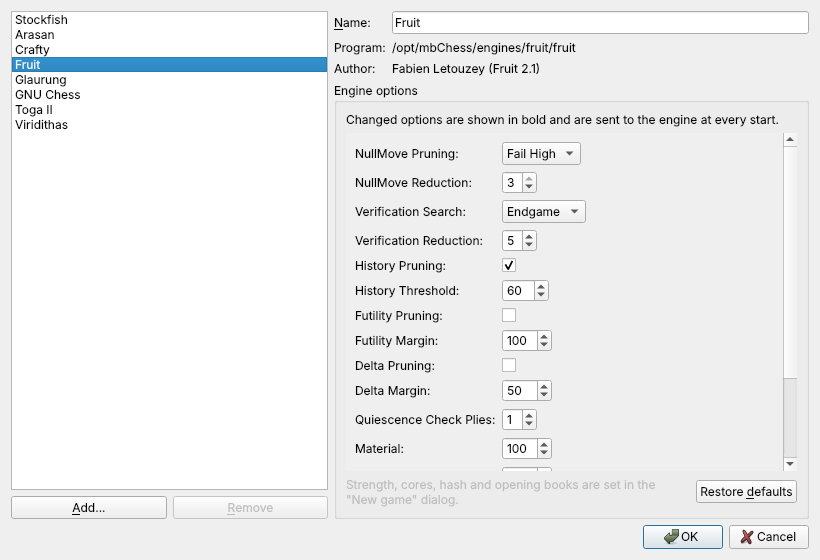 Stockfish
Arasan
Crafty
Fruit
Glaurung
GNU Chess
Toga II
Viridithas
Add...
Remove
Name: Fruit
Program: /opt/mbChess/engines/fruit/fruit
Author: Fabien Letouzey (Fruit 2.1)
Engine options
Changed options are shown in bold and are sent to the engine at every start.
NullMove Pruning: Fail High
NullMove Reduction: 3
Verification Search: Endgame
Verification Reduction: 5
History Pruning:
History Threshold: 60
Futility Pruning:
Futility Margin: 100
Delta Pruning:
Delta Margin: 50
Quiescence Check Plies: 1
Material: 100
Strength, cores, hash and opening books are set in the
"New game" dialog.
Restore defaults
OK
Cancel